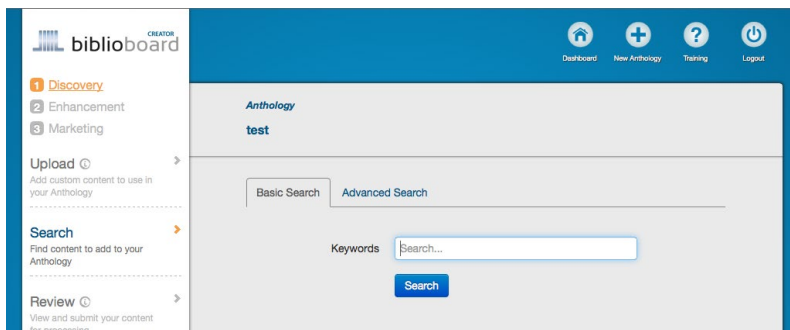 CREATOR
biblioboard
Dashboard
New Anthology
Training
Logout
1 Discovery
2 Enhancement
3 Marketing
Upload
Add custom content to use in
your Anthology
Search
Find content to add to your
Anthology
Review
View and submit your content
for processing
Anthology
test
Basic Search
Advanced Search
Keywords
Search...
Search